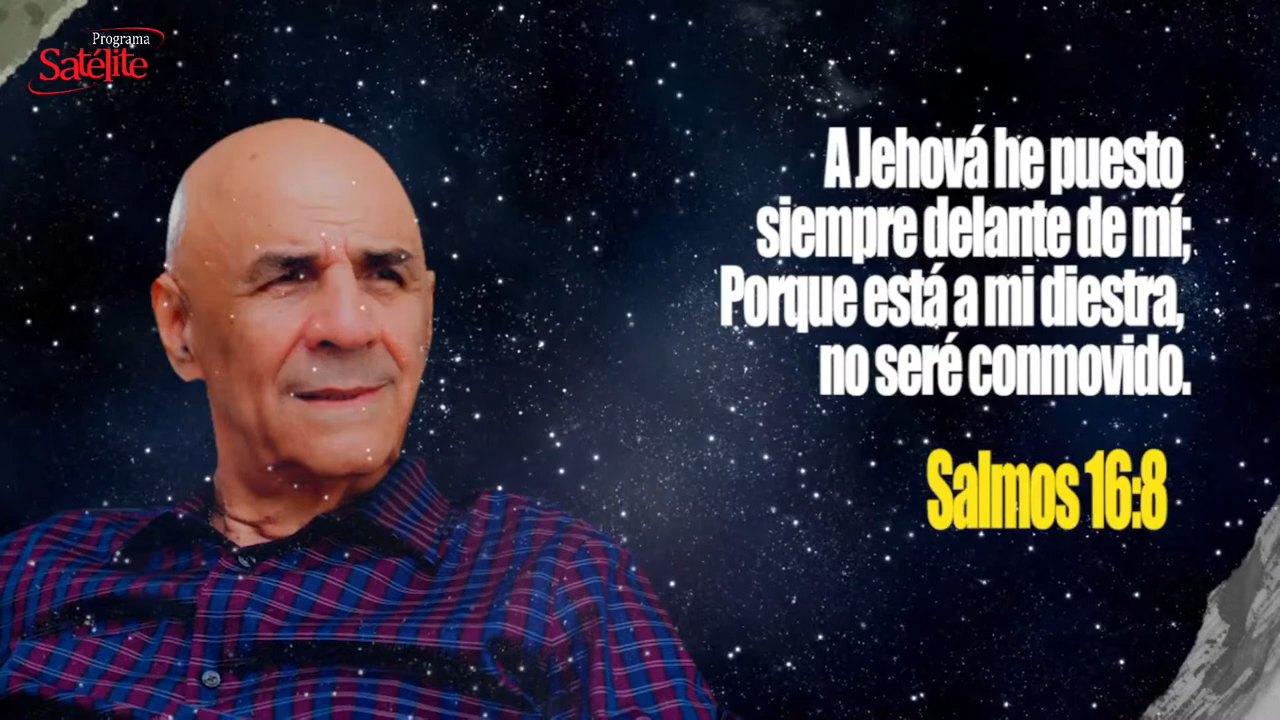 Programa
Satélite
A Jehová he puesto
siempre delante de mí;
Porque está a mi diestra,
no seré conmovido.
Salmos 16:8